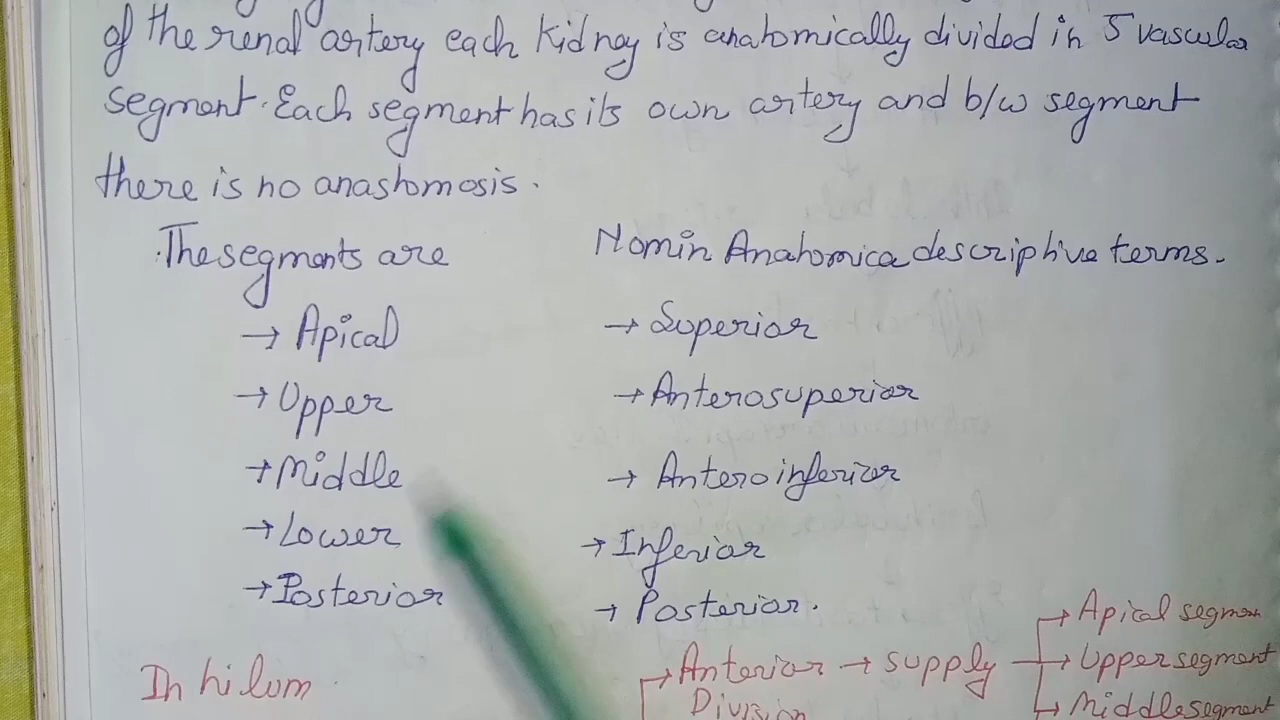 of the renal artery each kidney is anatomically divided in 5 vascular
segment. Each segment has its own artery and b/w segment
there is no anastomosis.
The segments are
→ Apical
→ Upper
→ Middle
→ Lower
→ Posterior
Nomin Anatomica descriptive terms.
→ Superior
→ Anterosuperior
→ Anteroinferior
→ Inferior
→ Posterior.
In hilum
→ Anterior → supply
Division
→ Apical segmen
→ Upper segment
→ Middle segment